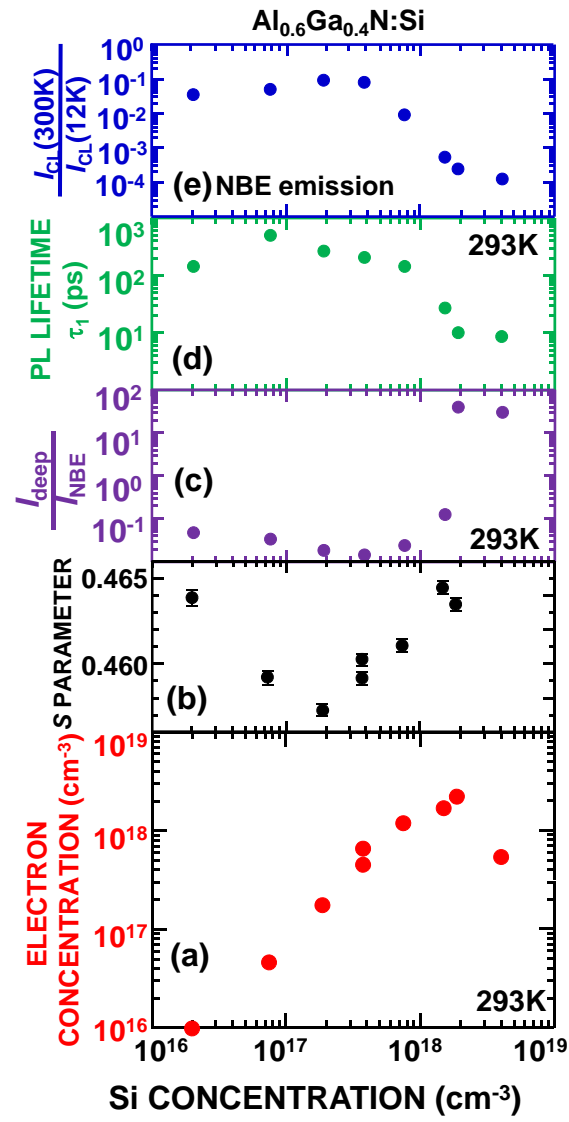 Al0.6Ga0.4N:Si
ICL(300K)
ICL(12K)
10^0
10^-1
10^-2
10^-3
10^-4
(e) NBE emission
PL LIFETIME
τ1 (ps)
10^3
10^2
10^1
293K
(d)
Ideep
INBE
10^2
10^1
10^0
10^-1
(c)
293K
S PARAMETER
0.465
0.460
(b)
ELECTRON
CONCENTRATION (cm^-3)
10^19
10^18
10^17
10^16
(a)
293K
10^16 10^17 10^18 10^19
Si CONCENTRATION (cm^-3)